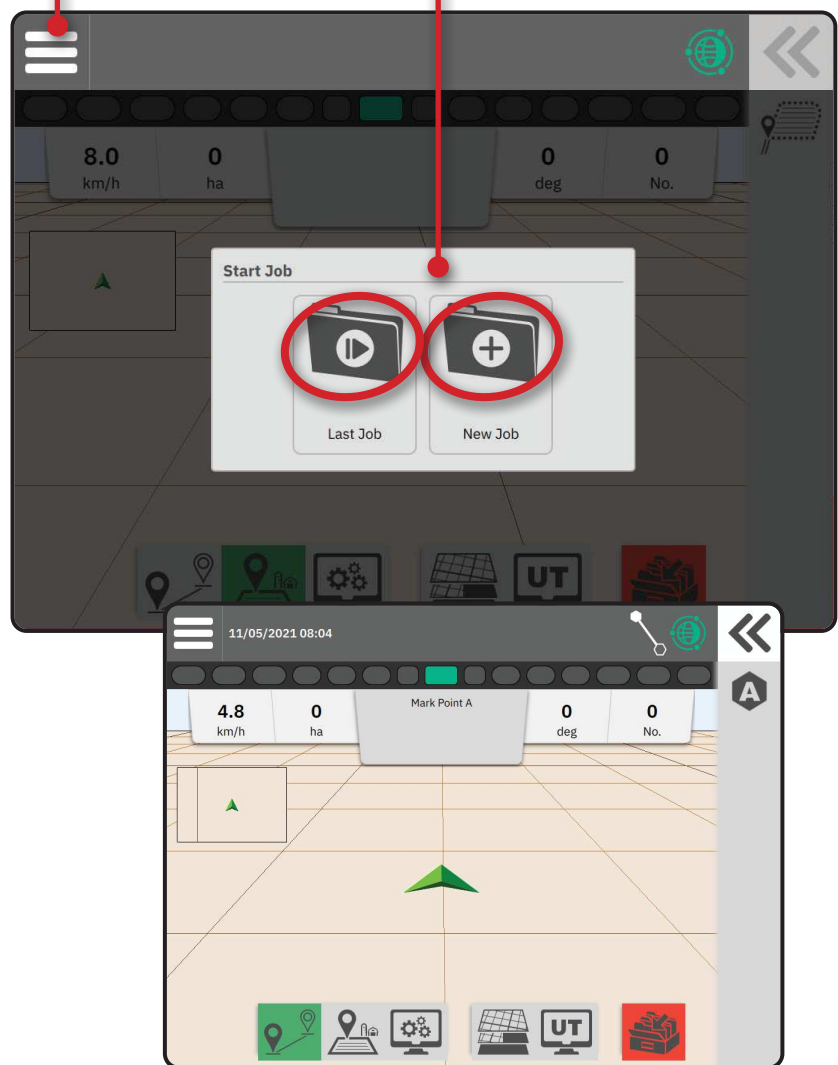 8.0
km/h
0
ha
0
deg
0
No.
Start Job
Last Job
New Job
UT
11/05/2021 08:04
4.8
km/h
0
ha
Mark Point A
0
deg
0
No.
A
UT